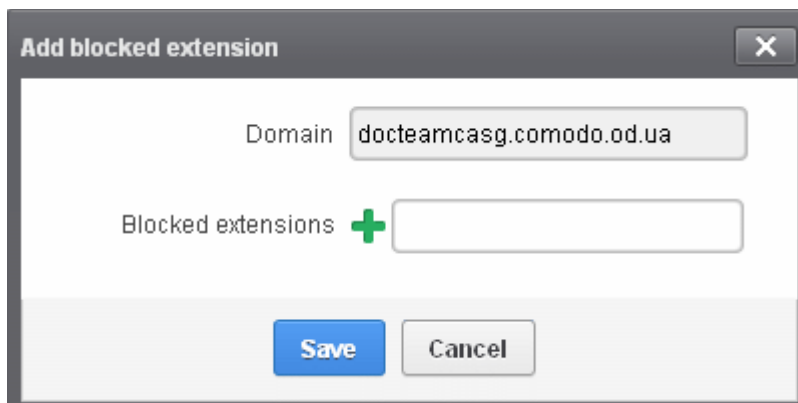 Add blocked extension
Domain docteamcasg.comodo.od.ua
Blocked extensions
Save Cancel